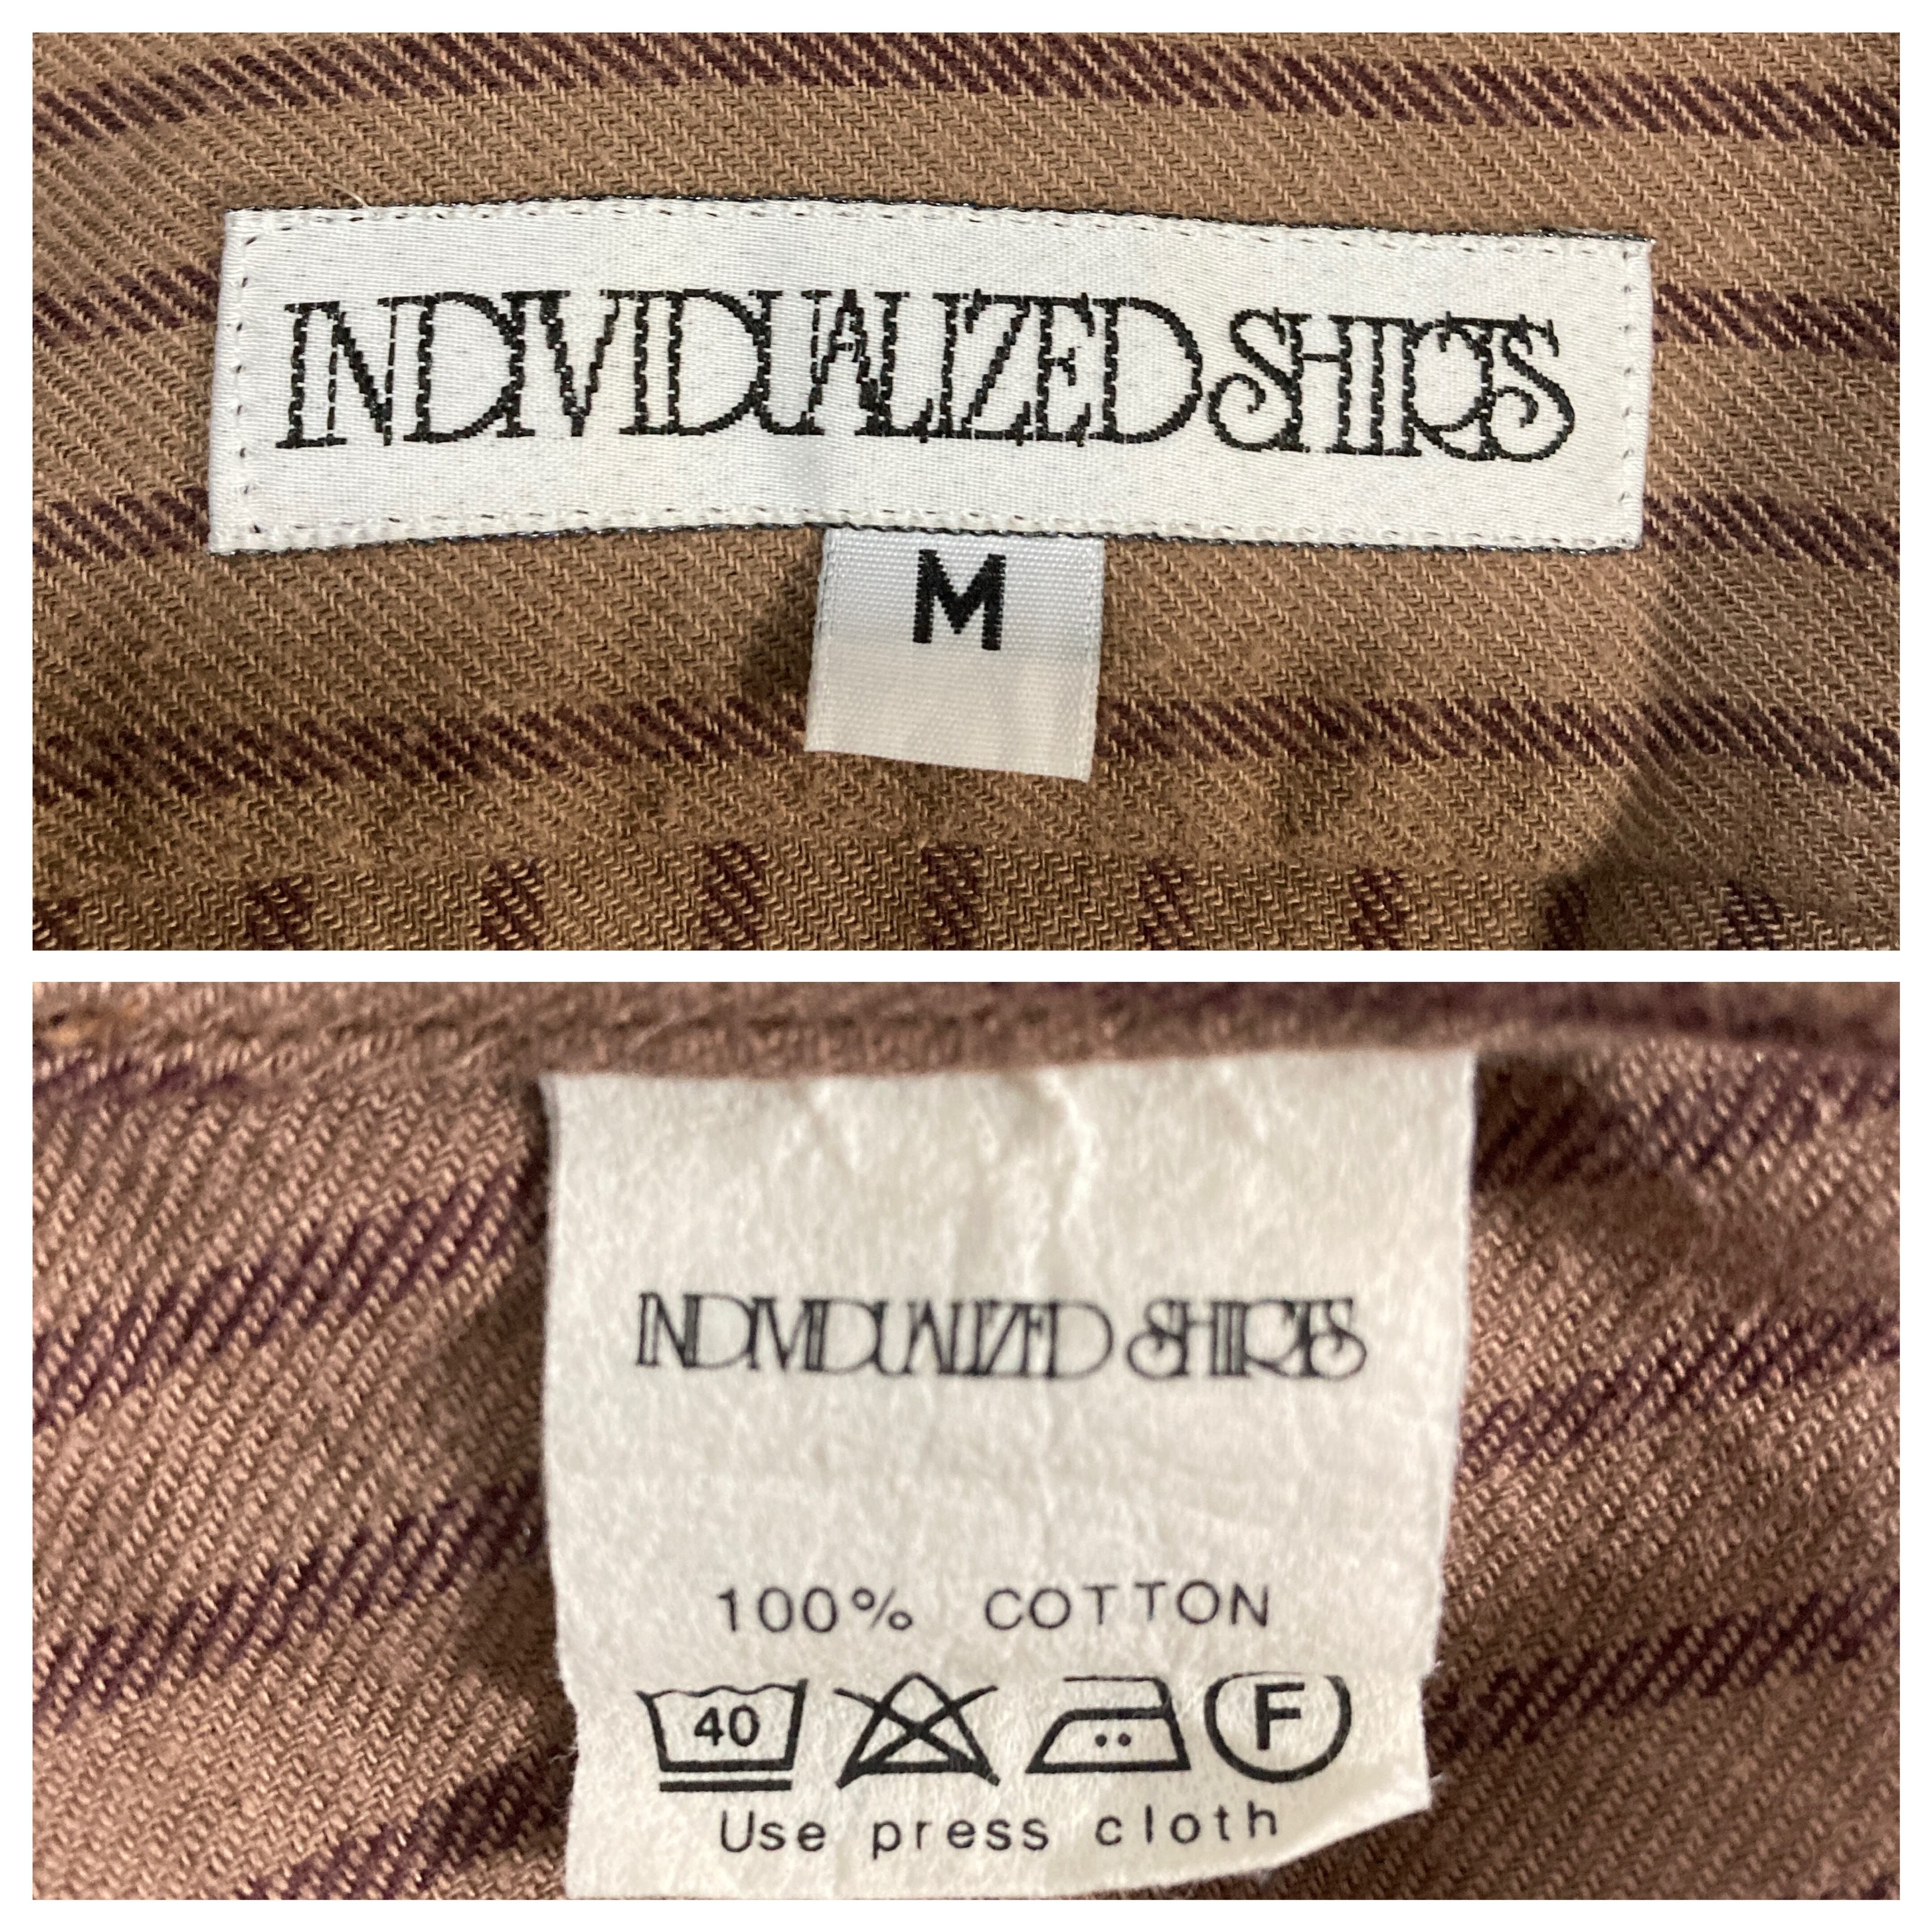 INDIVIDUALIZED SHIRTS
M
INDIVIDUALIZED SHIRTS
100% COTTON
40 F
Use press cloth